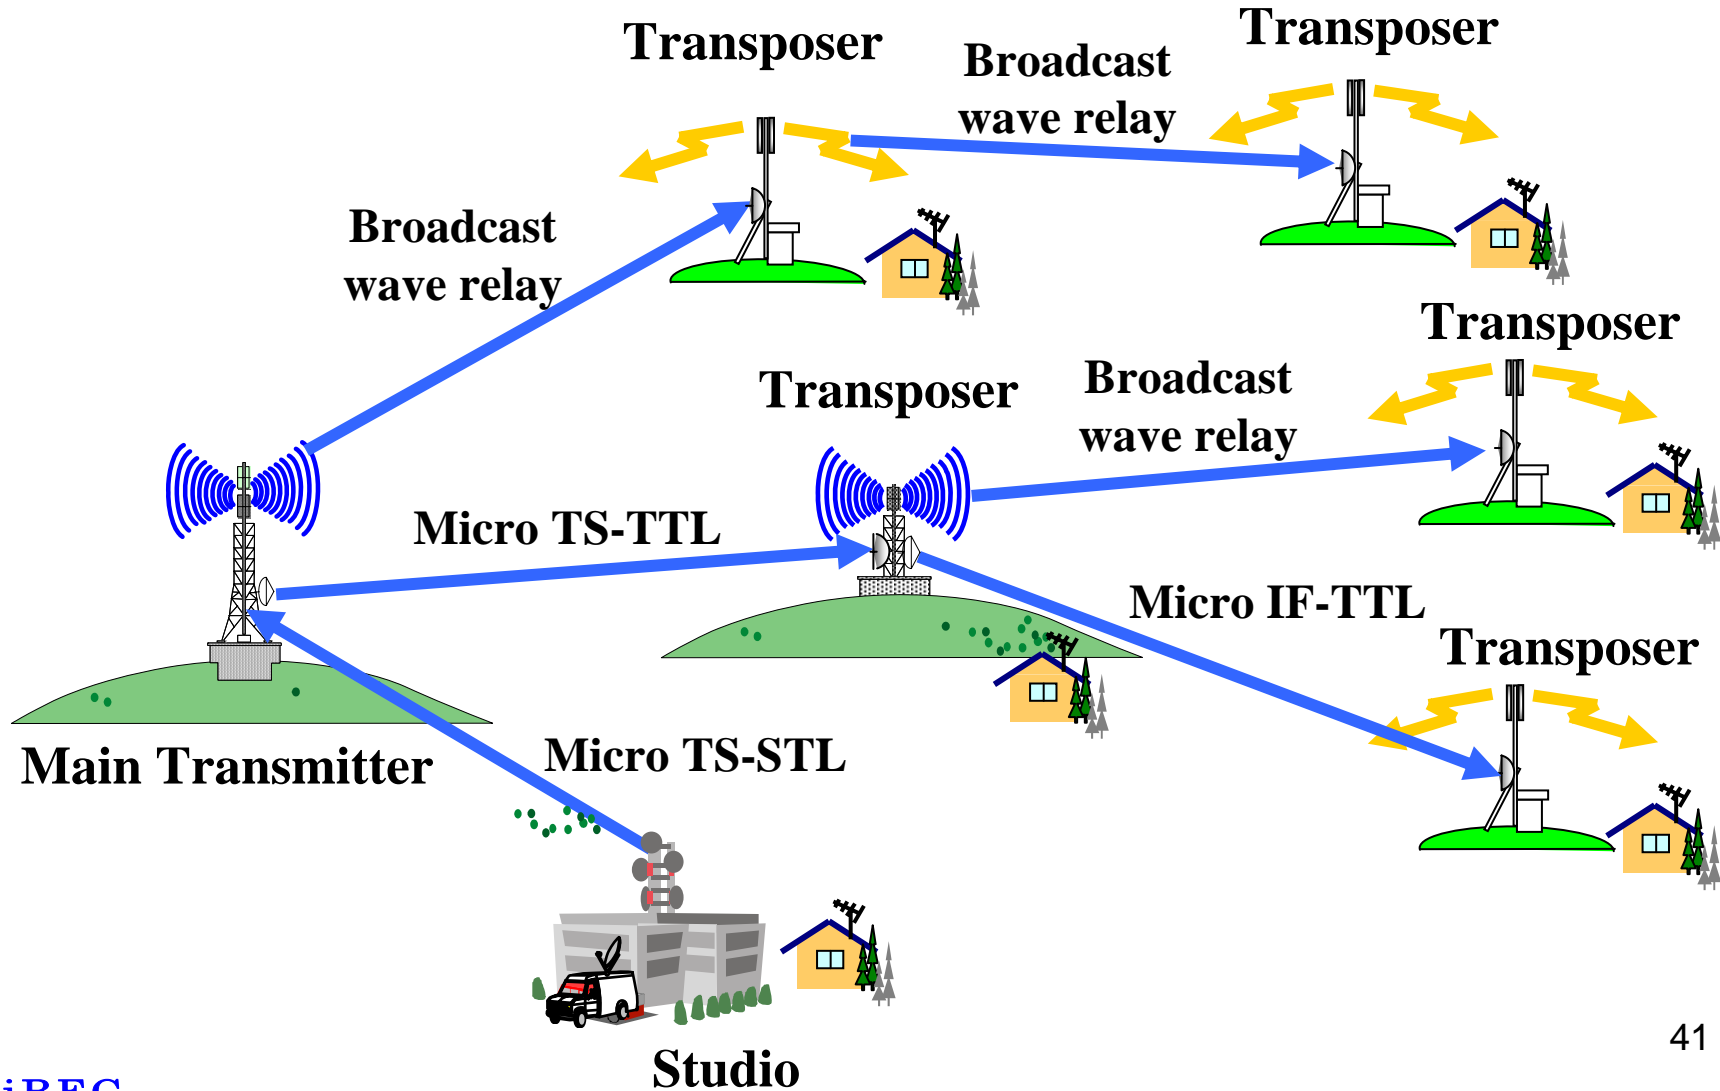 Transposer
Broadcast
wave relay
Transposer
Broadcast
wave relay
Transposer
Transposer
Broadcast
wave relay
Micro TS-TTL
Micro IF-TTL
Transposer
Main Transmitter
Micro TS-STL
Studio
41